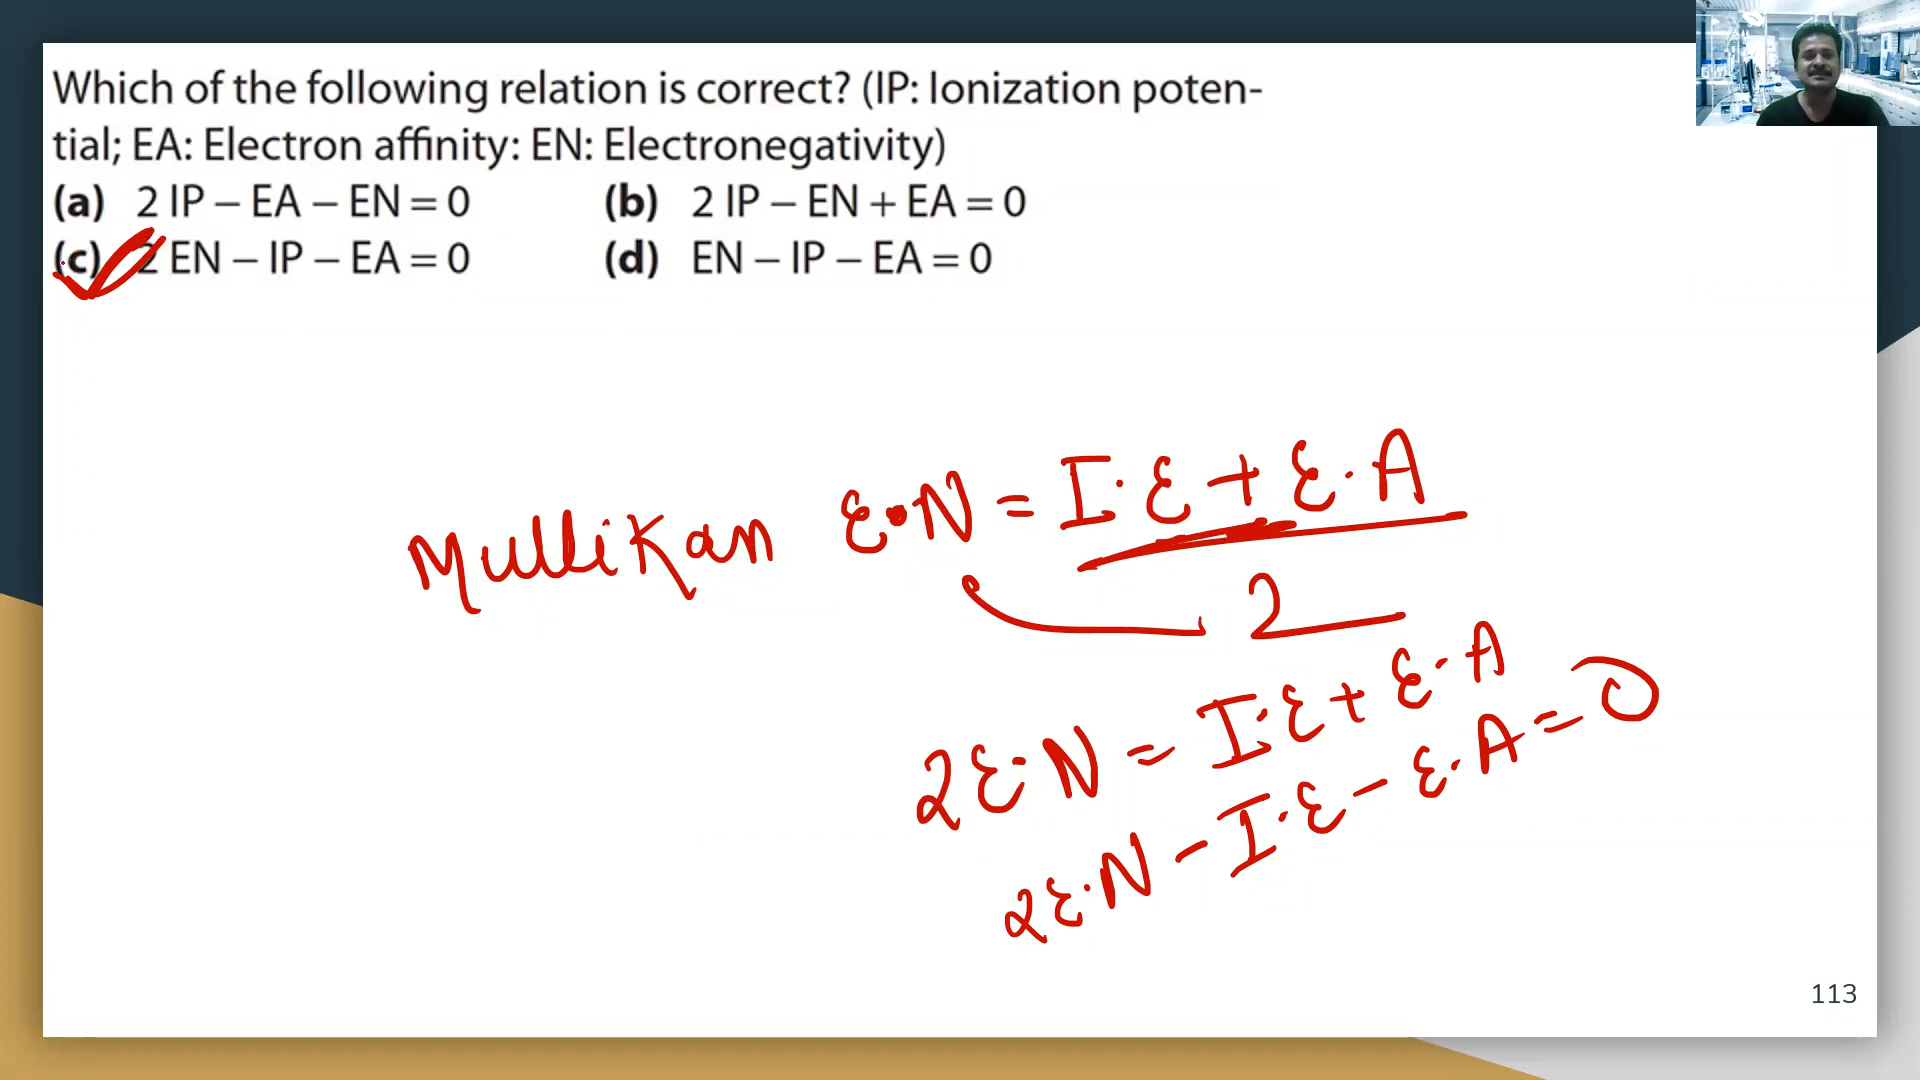 Which of the following relation is correct? (IP: Ionization poten-
tial; EA: Electron affinity: EN: Electronegativity)
(a) 2 IP – EA – EN = 0 (b) 2 IP – EN + EA = 0
(c) 2 EN – IP – EA = 0 (d) EN – IP – EA = 0
Mullikan E·N = I·E + E·A
2
2E·N = I·E + E·A
2E·N – I·E – E·A = 0
113